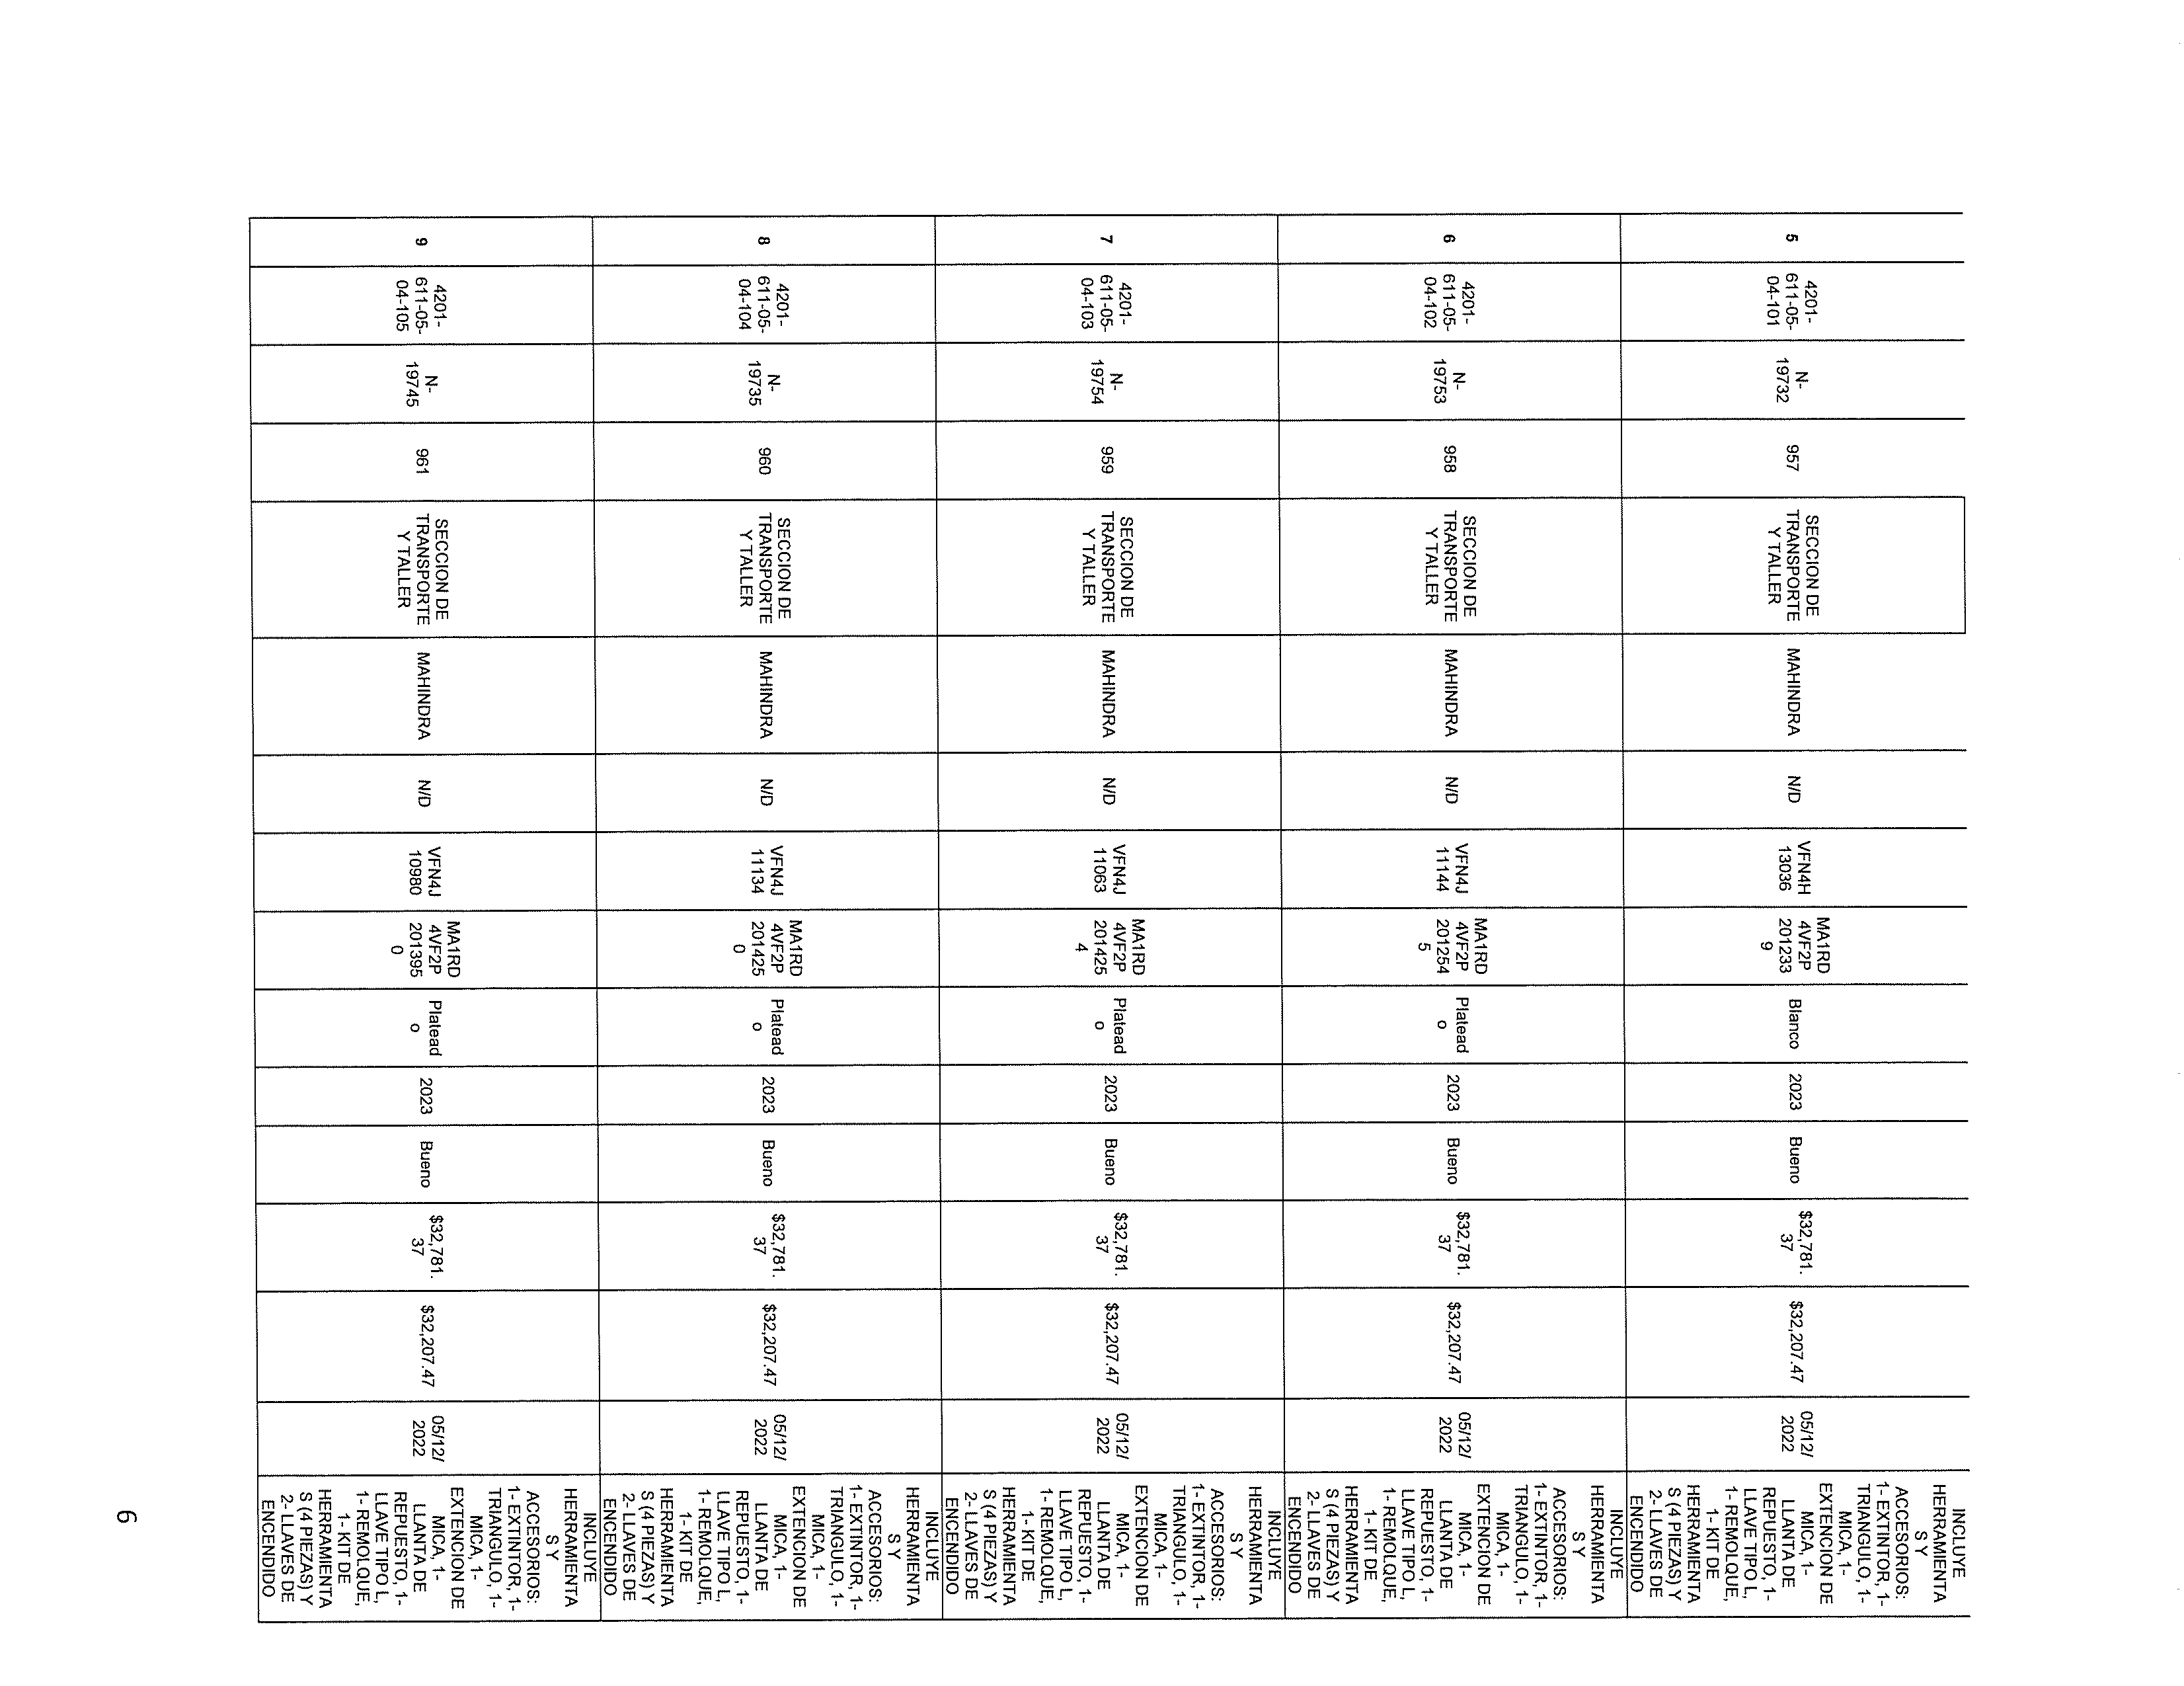 5
4201-
611-05-
04-101
N-
19732
957
SECCION DE
TRANSPORTE
Y TALLER
MAHINDRA
N/D
VFN4H
13036
MA1RD
4VF2P
201233
9
Blanco
2023
Bueno
$32,781.
37
$32,207.47
05/12/
2022
INCLUYE
HERRAMIENTA
S Y
ACCESORIOS:
1- EXTINTOR, 1-
TRIANGULO, 1-
MICA, 1-
EXTENCION DE
MICA, 1-
LLANTA DE
REPUESTO, 1-
LLAVE TIPO L,
1- REMOLQUE,
1- KIT DE
HERRAMIENTA
S (4 PIEZAS) Y
2- LLAVES DE
ENCENDIDO
6
4201-
611-05-
04-102
N-
19753
958
SECCION DE
TRANSPORTE
Y TALLER
MAHINDRA
N/D
VFN4J
11144
MA1RD
4VF2P
201254
5
Platead
o
2023
Bueno
$32,781.
37
$32,207.47
05/12/
2022
INCLUYE
HERRAMIENTA
S Y
ACCESORIOS:
1- EXTINTOR, 1-
TRIANGULO, 1-
MICA, 1-
EXTENCION DE
MICA, 1-
LLANTA DE
REPUESTO, 1-
LLAVE TIPO L,
1- REMOLQUE,
1- KIT DE
HERRAMIENTA
S (4 PIEZAS) Y
2- LLAVES DE
ENCENDIDO
7
4201-
611-05-
04-103
N-
19754
959
SECCION DE
TRANSPORTE
Y TALLER
MAHINDRA
N/D
VFN4J
11063
MA1RD
4VF2P
201425
4
Platead
o
2023
Bueno
$32,781.
37
$32,207.47
05/12/
2022
INCLUYE
HERRAMIENTA
S Y
ACCESORIOS:
1- EXTINTOR, 1-
TRIANGULO, 1-
MICA, 1-
EXTENCION DE
MICA, 1-
LLANTA DE
REPUESTO, 1-
LLAVE TIPO L,
1- REMOLQUE,
1- KIT DE
HERRAMIENTA
S (4 PIEZAS) Y
2- LLAVES DE
ENCENDIDO
8
4201-
611-05-
04-104
N-
19735
960
SECCION DE
TRANSPORTE
Y TALLER
MAHINDRA
N/D
VFN4J
11134
MA1RD
4VF2P
201425
0
Platead
o
2023
Bueno
$32,781.
37
$32,207.47
05/12/
2022
INCLUYE
HERRAMIENTA
S Y
ACCESORIOS:
1- EXTINTOR, 1-
TRIANGULO, 1-
MICA, 1-
EXTENCION DE
MICA, 1-
LLANTA DE
REPUESTO, 1-
LLAVE TIPO L,
1- REMOLQUE,
1- KIT DE
HERRAMIENTA
S (4 PIEZAS) Y
2- LLAVES DE
ENCENDIDO
9
4201-
611-05-
04-105
N-
19745
961
SECCION DE
TRANSPORTE
Y TALLER
MAHINDRA
N/D
VFN4J
10980
MA1RD
4VF2P
201395
0
Platead
o
2023
Bueno
$32,781.
37
$32,207.47
05/12/
2022
INCLUYE
HERRAMIENTA
S Y
ACCESORIOS:
1- EXTINTOR, 1-
TRIANGULO, 1-
MICA, 1-
EXTENCION DE
MICA, 1-
LLANTA DE
REPUESTO, 1-
LLAVE TIPO L,
1- REMOLQUE,
1- KIT DE
HERRAMIENTA
S (4 PIEZAS) Y
2- LLAVES DE
ENCENDIDO
6